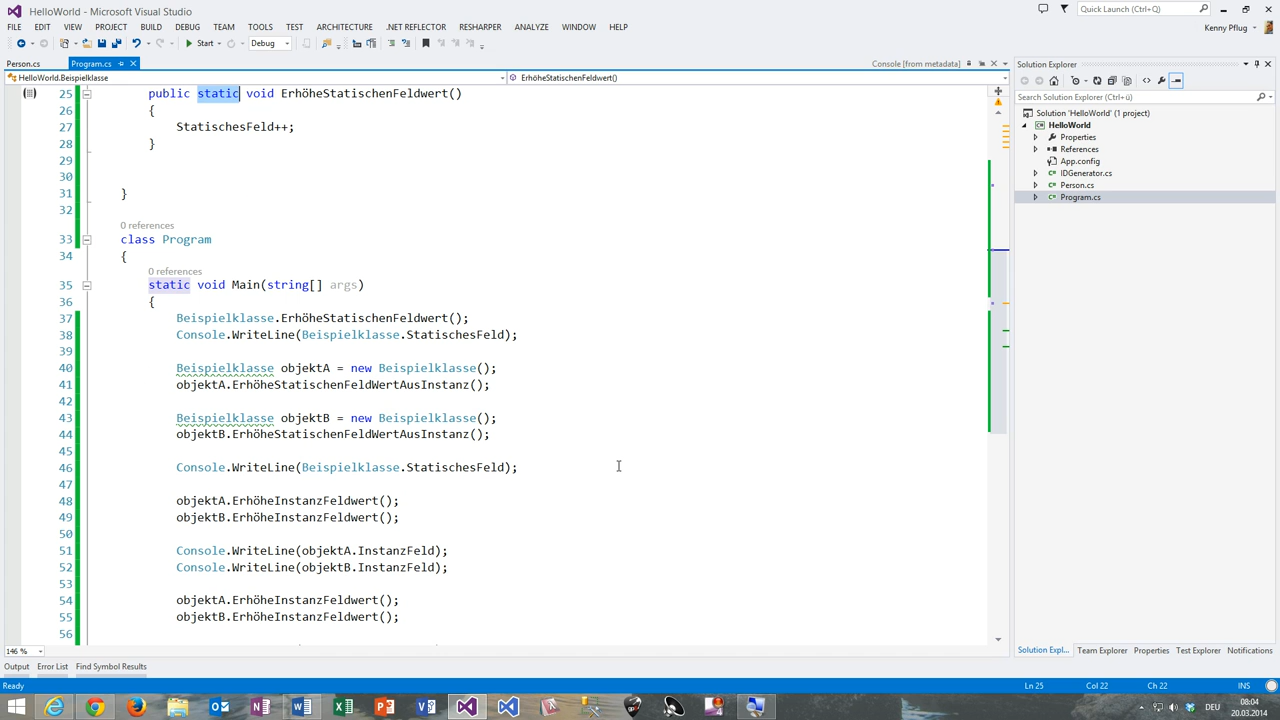 HelloWorld - Microsoft Visual Studio
Quick Launch (Ctrl+Q)
FILE EDIT VIEW PROJECT BUILD DEBUG TEAM TOOLS TEST ARCHITECTURE .NET REFLECTOR RESHARPER ANALYZE WINDOW HELP
Kenny Pflug
Start Debug
Person.cs Program.cs Console [from metadata]
Solution Explorer
HelloWorld.Beispielklasse ErhöheStatischenFeldwert()
Search Solution Explorer (Ctrl+ü)
Solution 'HelloWorld' (1 project)
HelloWorld
Properties
References
App.config
IDGenerator.cs
Person.cs
Program.cs
25 public static void ErhöheStatischenFeldwert()
26 {
27 StatischesFeld++;
28 }
29
30
31 }
32
0 references
33 class Program
34 {
0 references
35 static void Main(string[] args)
36 {
37 Beispielklasse.ErhöheStatischenFeldwert();
38 Console.WriteLine(Beispielklasse.StatischesFeld);
39
40 Beispielklasse objektA = new Beispielklasse();
41 objektA.ErhöheStatischenFeldWertAusInstanz();
42
43 Beispielklasse objektB = new Beispielklasse();
44 objektB.ErhöheStatischenFeldWertAusInstanz();
45
46 Console.WriteLine(Beispielklasse.StatischesFeld);
47
48 objektA.ErhöheInstanzFeldwert();
49 objektB.ErhöheInstanzFeldwert();
50
51 Console.WriteLine(objektA.InstanzFeld);
52 Console.WriteLine(objektB.InstanzFeld);
53
54 objektA.ErhöheInstanzFeldwert();
55 objektB.ErhöheInstanzFeldwert();
56
146 %
Solution Expl... Team Explorer Properties Test Explorer Notifications
Output Error List Find Symbol Results
Ready Ln 25 Col 22 Ch 22 INS
DEU
08:04
20.03.2014